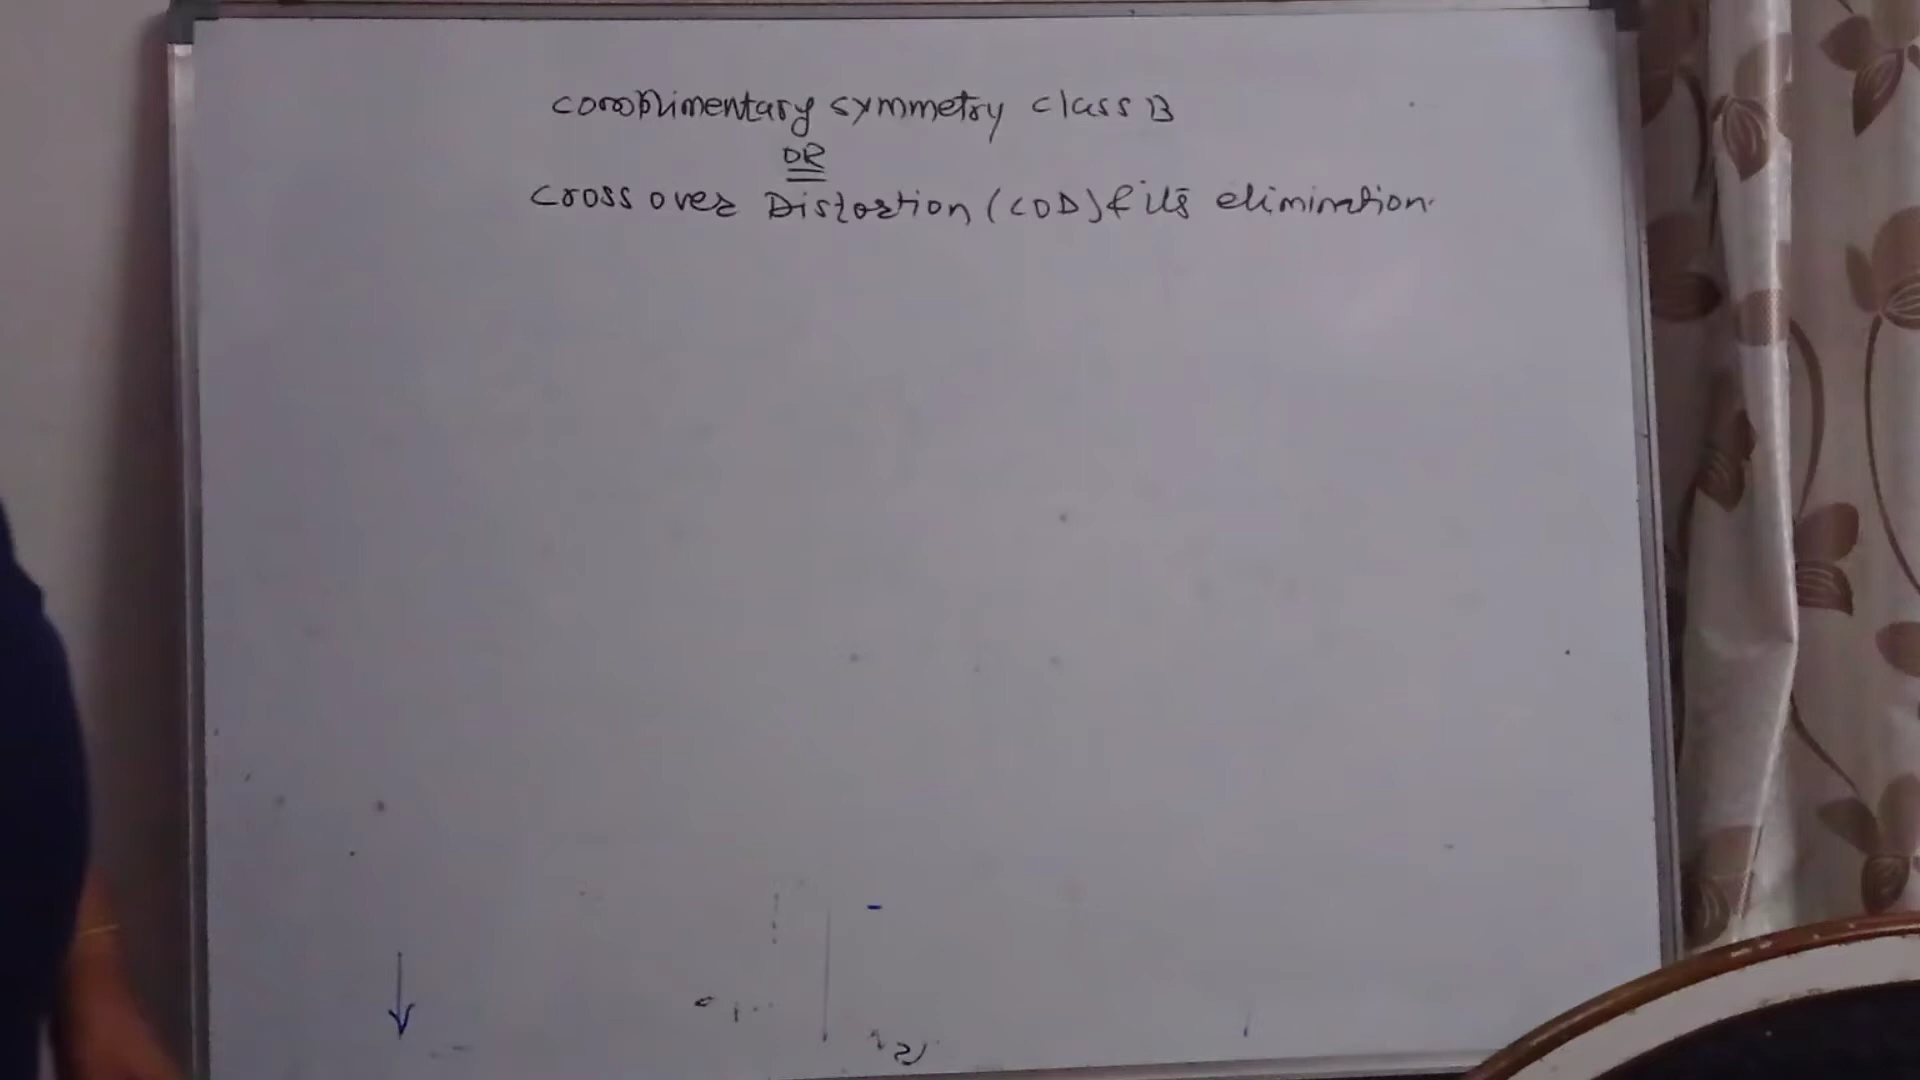 complimentary symmetry class B
OR
cross over Distortion (COD) & its elimination.